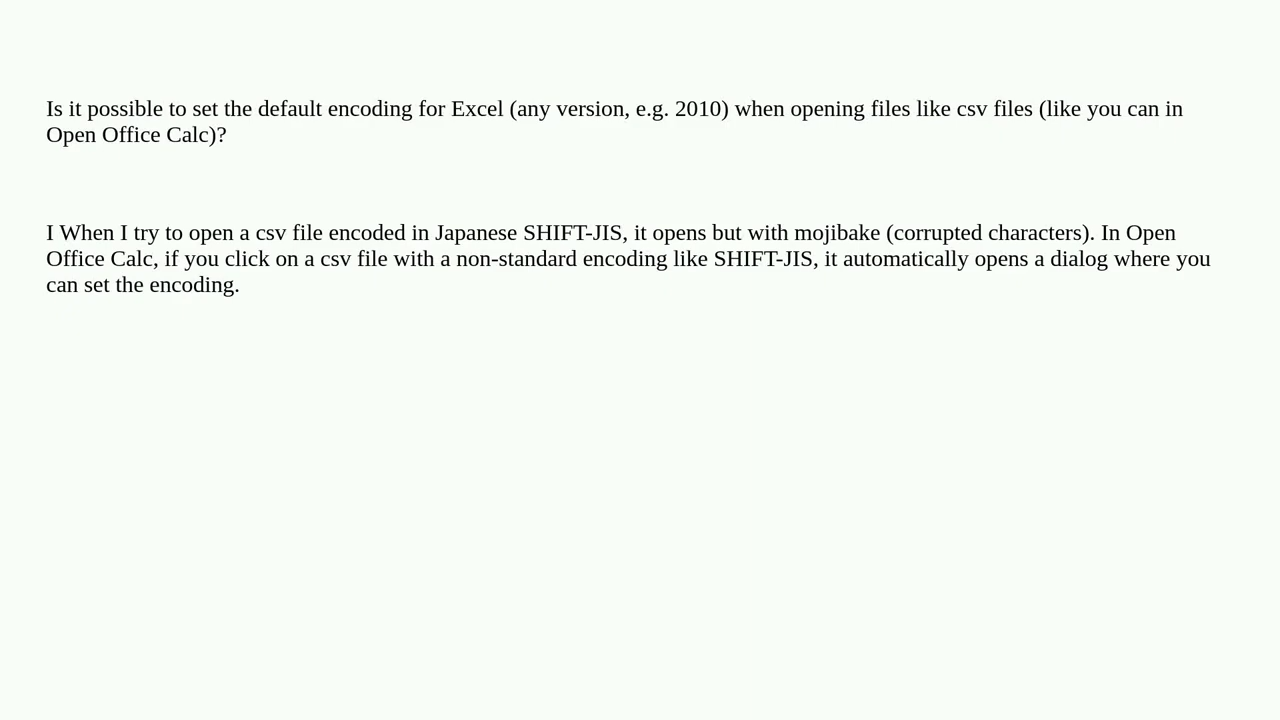 Is it possible to set the default encoding for Excel (any version, e.g. 2010) when opening files like csv files (like you can in
Open Office Calc)?
I When I try to open a csv file encoded in Japanese SHIFT-JIS, it opens but with mojibake (corrupted characters). In Open
Office Calc, if you click on a csv file with a non-standard encoding like SHIFT-JIS, it automatically opens a dialog where you
can set the encoding.